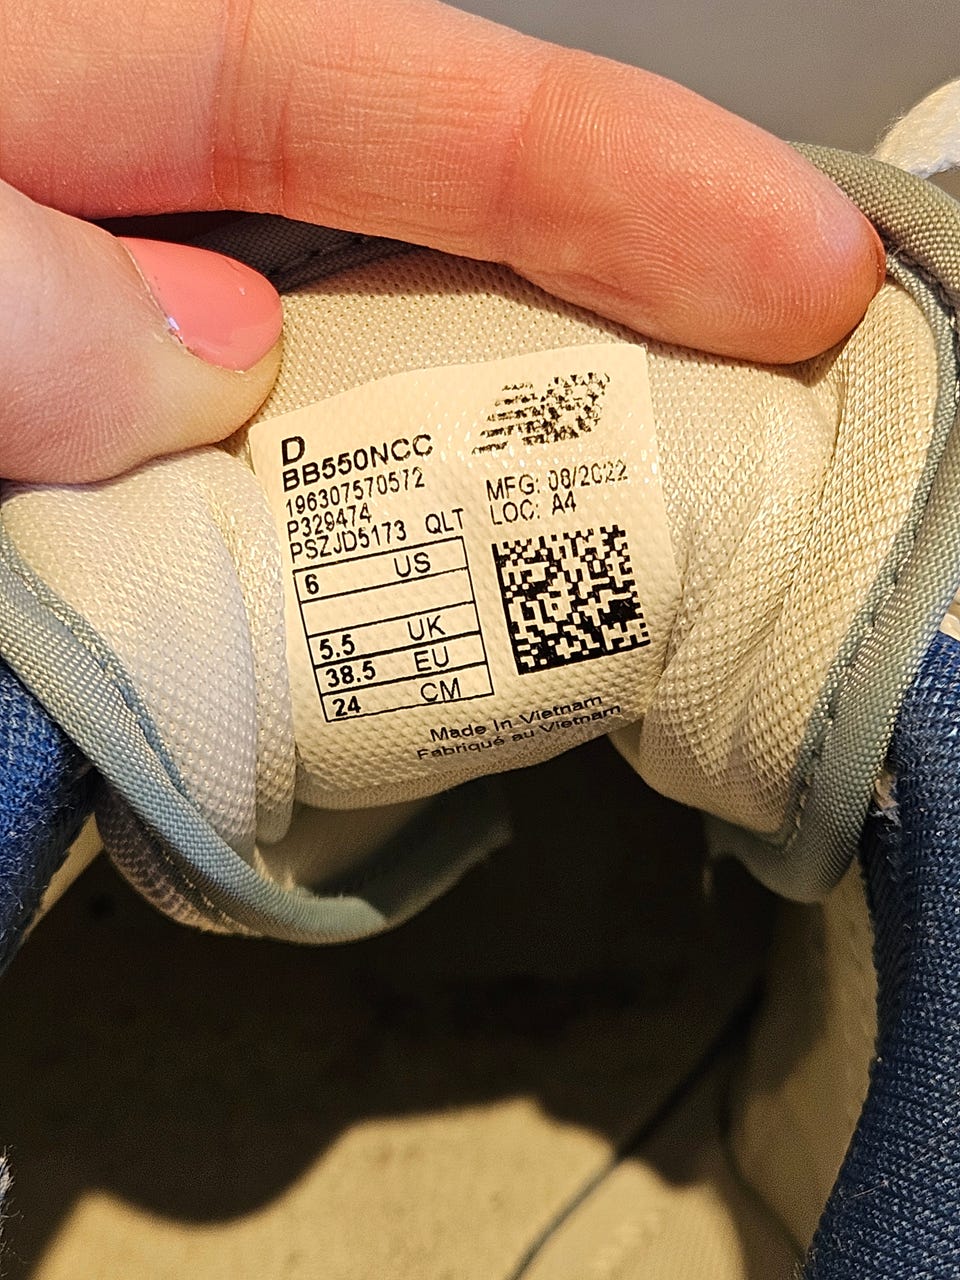 D
BB550NCC
196307570572
P329474
PSZJD5173 QLT
6 US
5.5 UK
38.5 EU
24 CM
MFG: 08/2022
LOC: A4
Made In Vietnam
Fabriqué au Vietnam